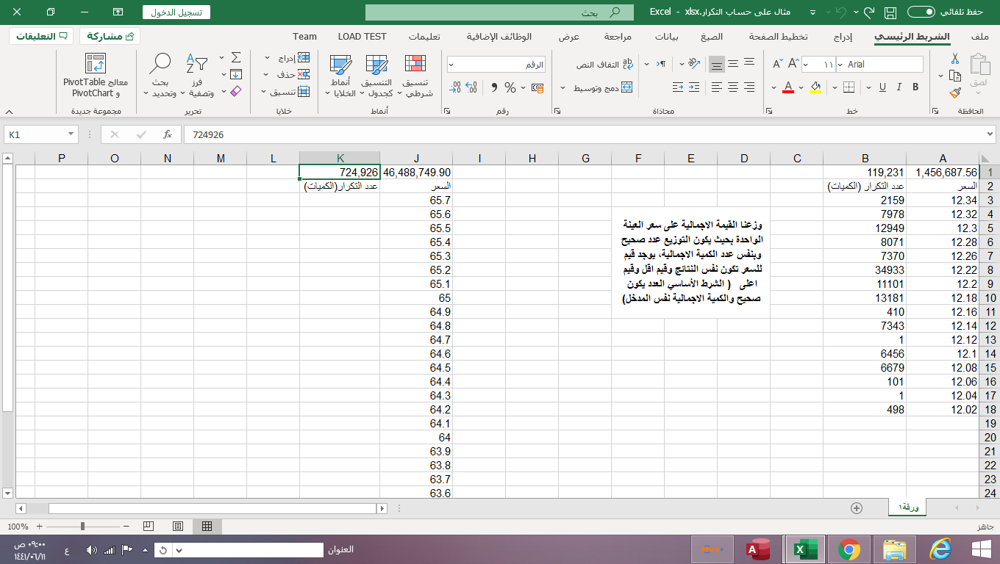 حفظ تلقائي
مثال على حساب التكرار.xlsx - Excel
بحث
تسجيل الدخول
ملف الشريط الرئيسي إدراج تخطيط الصفحة الصيغ بيانات مراجعة عرض الوظائف الإضافية تعليمات LOAD TEST Team
مشاركة
التعليقات
لصق
الحافظة
Arial ١١
B I U
خط
التفاف النص
دمج وتوسيط
محاذاة
الرقم
رقم
تنسيق شرطي
التنسيق كجدول
أنماط الخلايا
أنماط
إدراج
حذف
تنسيق
خلايا
فرز وتصفية
بحث وتحديد
تحرير
معالج PivotTable و PivotChart
مجموعة جديدة
K1
fx
724926
A B C D E F G H I J K L M N O P
1 1,456,687.56 119,231 46,488,749.90 724,926
2 السعر عدد التكرار (الكميات) السعر عدد التكرار(الكميات)
3 12.34 2159 65.7
4 12.32 7978 65.6
5 12.3 12949 65.5
6 12.28 8071 65.4
7 12.26 7370 65.3
8 12.22 34933 65.2
9 12.2 11101 65.1
10 12.18 13181 65
11 12.16 410 64.9
12 12.14 7343 64.8
13 12.12 1 64.7
14 12.1 6456 64.6
15 12.08 6679 64.5
16 12.06 101 64.4
17 12.04 1 64.3
18 12.02 498 64.2
19 64.1
20 64
21 63.9
22 63.8
23 63.7
24 63.6
وزعنا القيمة الاجمالية على سعر العينة
الواحدة بحيث يكون التوزيع عدد صحيح
وبنفس عدد الكمية الاجمالية، يوجد قيم
للسعر تكون نفس النتائج وقيم اقل وقيم
اعلى ( الشرط الأساسي العدد يكون
صحيح والكمية الاجمالية نفس المدخل)
ورقة١
جاهز
100%
العنوان
ع
٠٩:٠٠ ص
١٤٤١/٠٦/١١